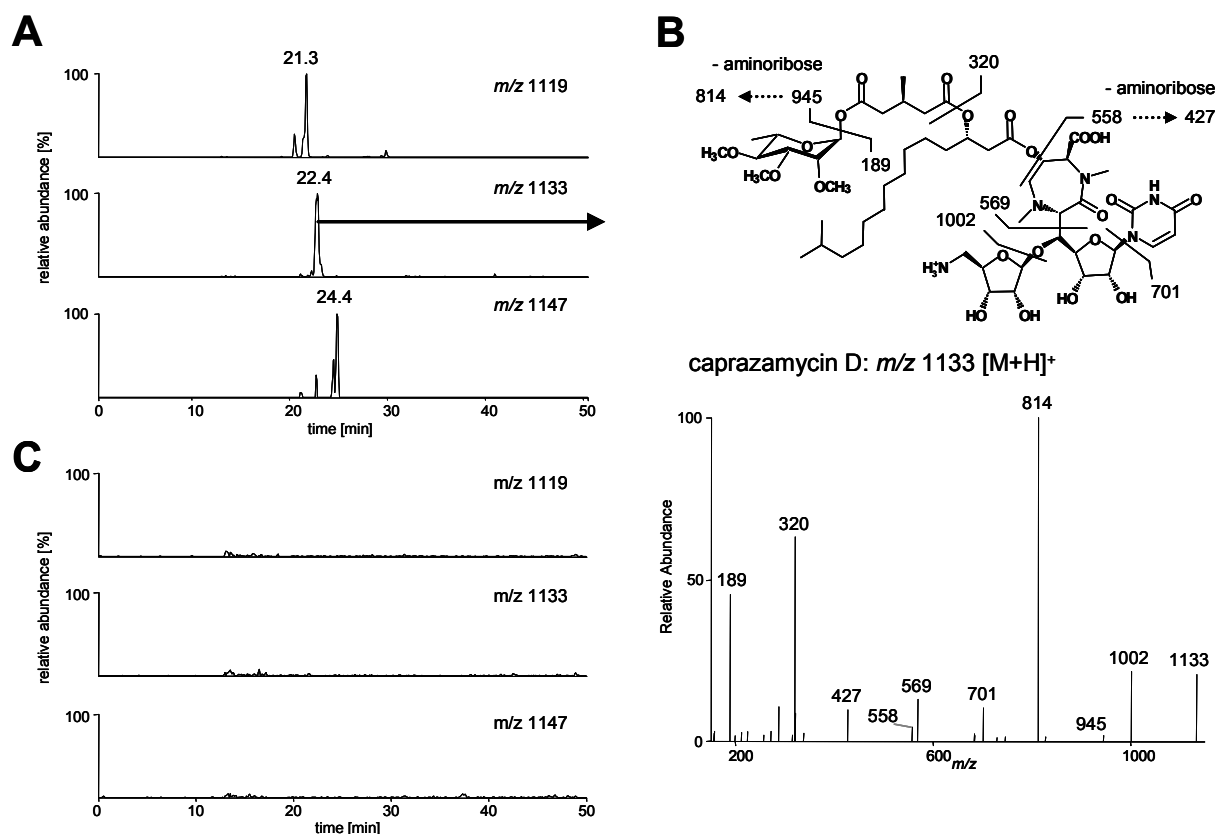 A
21.3
100
m/z 1119
22.4
100
m/z 1133
relative abundance [%]
24.4
100
m/z 1147
0 10 20 30 40 50
time [min]
B
320
- aminoribose
814 945
- aminoribose
558 427
O O O O
O O O COOH
H₃CO O
H₃CO OCH₃
189
N
N O
569
1002
H
O N O
N
H₃N⁺
O O O
HO OH
HO OH
701
caprazamycin D: m/z 1133 [M+H]⁺
100
814
320
50
189
Relative Abundance
427
558
569
701
945
1002
1133
0
200 600 1000
m/z
C
100
m/z 1119
100
m/z 1133
relative abundance [%]
100
m/z 1147
0 10 20 30 40 50
time [min]